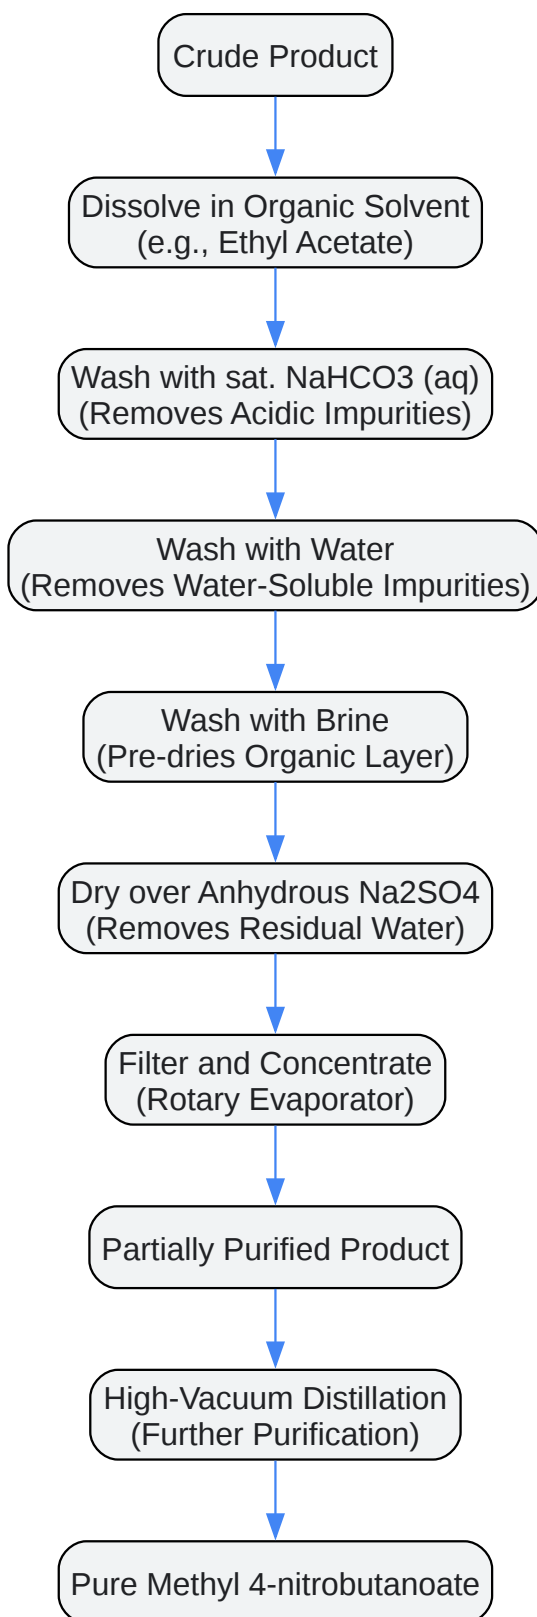 Crude Product
Dissolve in Organic Solvent
(e.g., Ethyl Acetate)
Wash with sat. NaHCO3 (aq)
(Removes Acidic Impurities)
Wash with Water
(Removes Water-Soluble Impurities)
Wash with Brine
(Pre-dries Organic Layer)
Dry over Anhydrous Na2SO4
(Removes Residual Water)
Filter and Concentrate
(Rotary Evaporator)
Partially Purified Product
High-Vacuum Distillation
(Further Purification)
Pure Methyl 4-nitrobutanoate